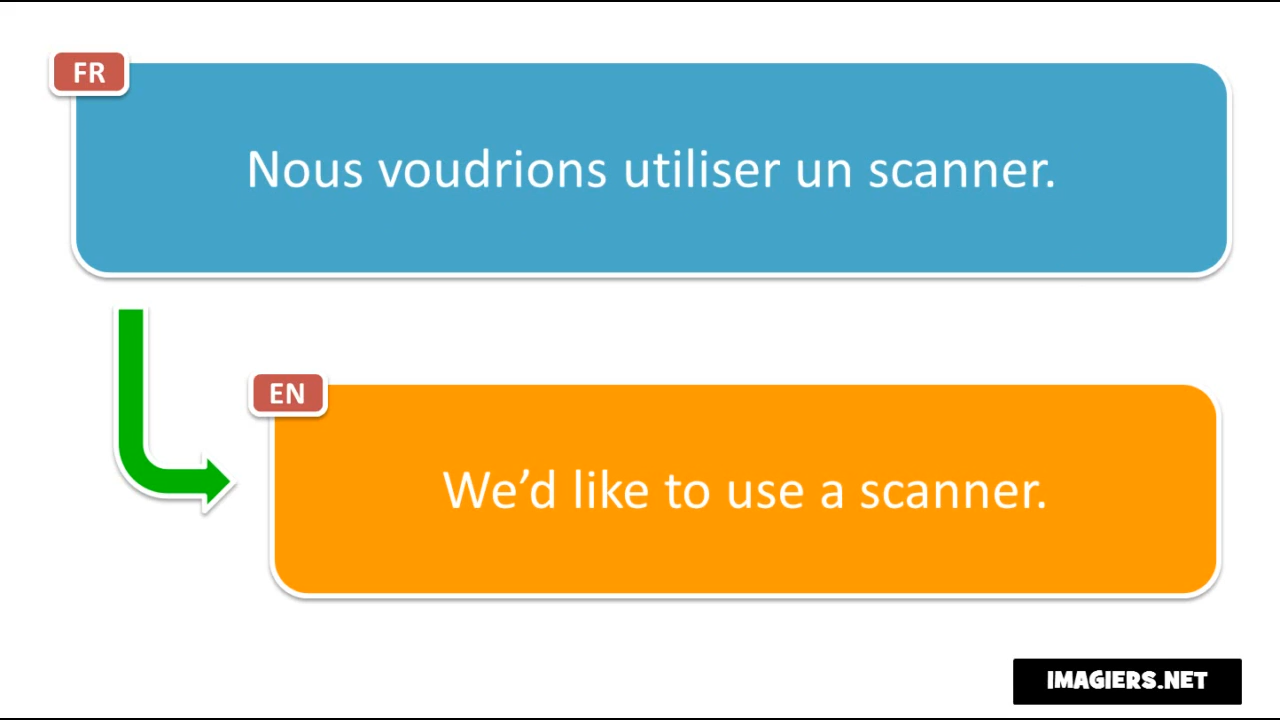 FR
Nous voudrions utiliser un scanner.
EN
We’d like to use a scanner.
IMAGIERS.NET